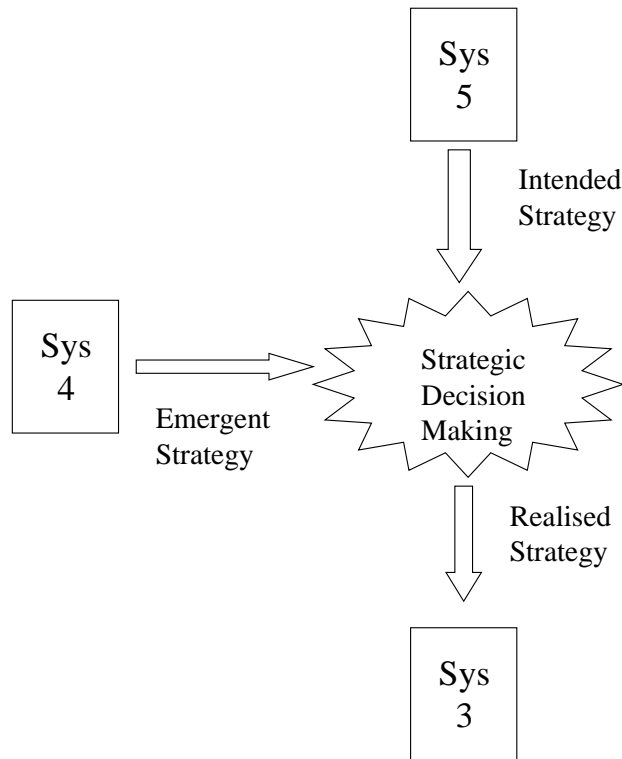 Sys
5
Intended
Strategy
Sys
4
Emergent
Strategy
Strategic
Decision
Making
Realised
Strategy
Sys
3